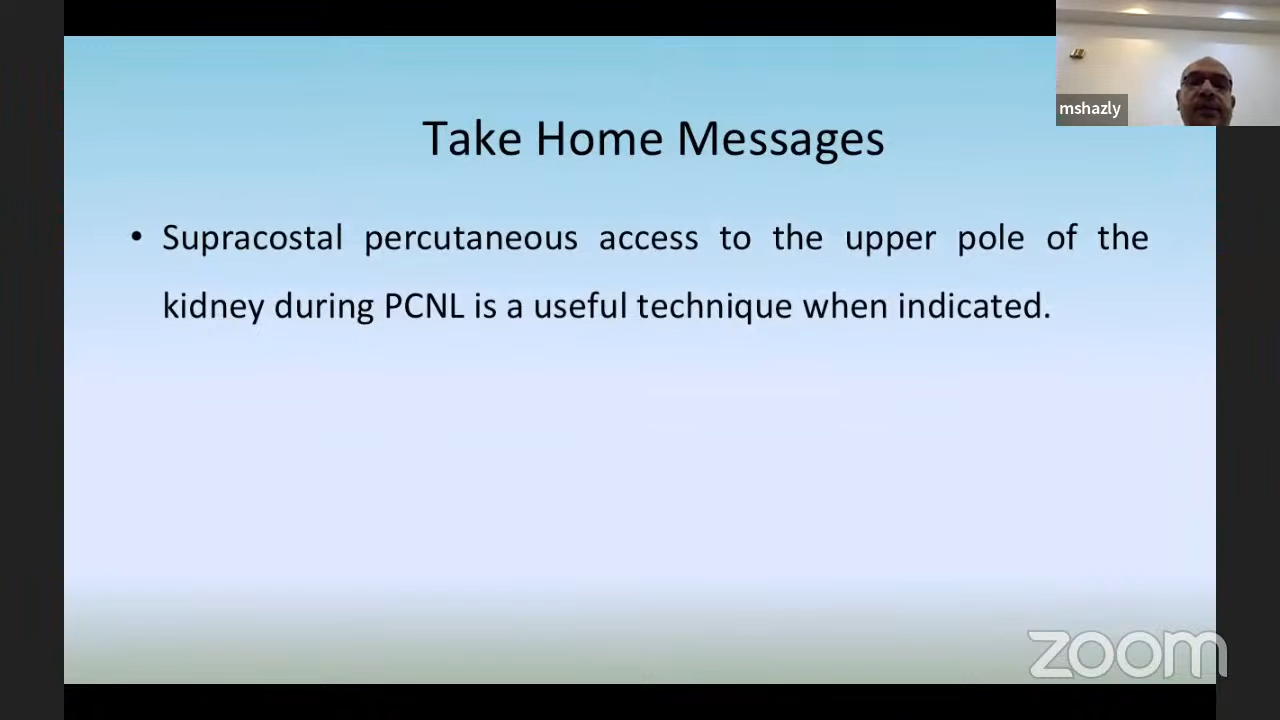 mshazly
Take Home Messages
• Supracostal percutaneous access to the upper pole of the
kidney during PCNL is a useful technique when indicated.
zoom